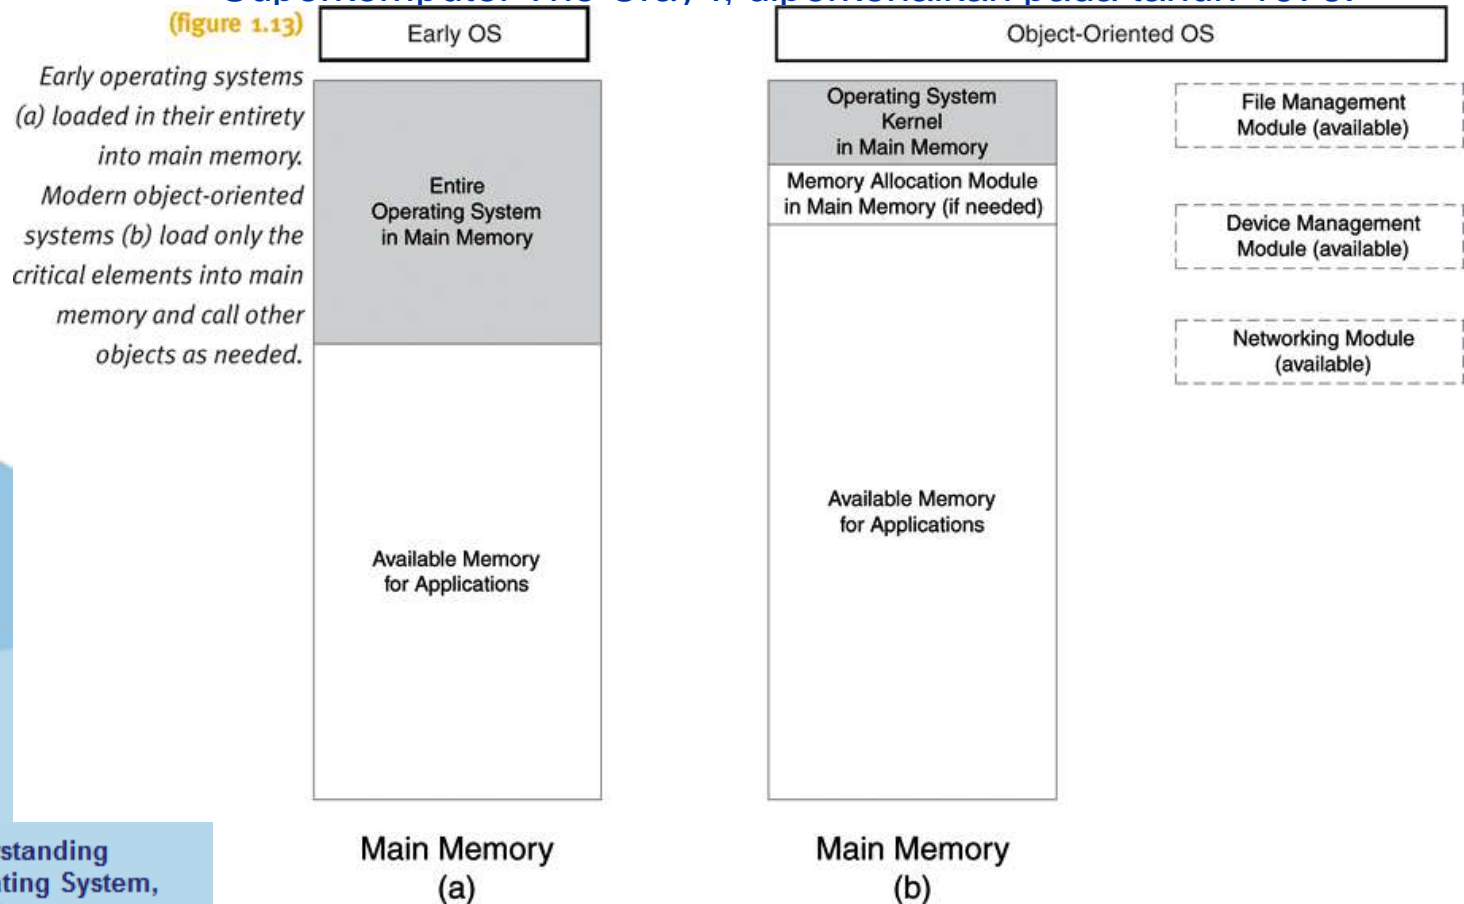 (figure 1.13)
Early operating systems
(a) loaded in their entirety
into main memory.
Modern object-oriented
systems (b) load only the
critical elements into main
memory and call other
objects as needed.
Early OS
Entire
Operating System
in Main Memory
Available Memory
for Applications
Main Memory
(a)
Object-Oriented OS
Operating System
Kernel
in Main Memory
Memory Allocation Module
in Main Memory (if needed)
Available Memory
for Applications
Main Memory
(b)
File Management
Module (available)
Device Management
Module (available)
Networking Module
(available)
rstanding
ating System,